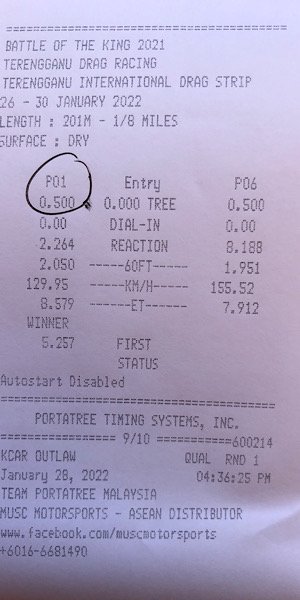 ================================================
BATTLE OF THE KING 2021
TERENGGANU DRAG RACING
TERENGGANU INTERNATIONAL DRAG STRIP
26 - 30 JANUARY 2022
LENGTH : 201M - 1/8 MILES
SURFACE : DRY
P01 Entry P06
0.500 0.000 TREE 0.500
0.00 DIAL-IN 0.00
2.264 REACTION 8.188
2.050 -----60FT----- 1.951
129.95 -----KM/H----- 155.52
8.579 ------ET------ 7.912
WINNER
5.257 FIRST
STATUS
Autostart Disabled
================================================
PORTATREE TIMING SYSTEMS, INC.
================ 9/10 ===========600214
KCAR OUTLAW QUAL RND 1
January 28, 2022 04:36:25 PM
TEAM PORTATREE MALAYSIA
MUSC MOTORSPORTS - ASEAN DISTRIBUTOR
www.facebook.com/muscmotorsports
+6016-6681490